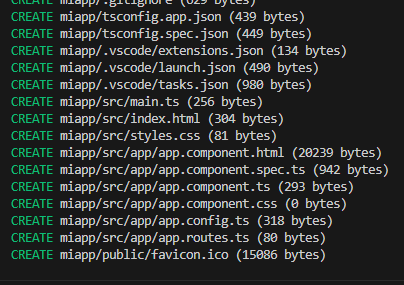 CREATE miapp/.gitignore (629 bytes)
CREATE miapp/tsconfig.app.json (439 bytes)
CREATE miapp/tsconfig.spec.json (449 bytes)
CREATE miapp/.vscode/extensions.json (134 bytes)
CREATE miapp/.vscode/launch.json (490 bytes)
CREATE miapp/.vscode/tasks.json (980 bytes)
CREATE miapp/src/main.ts (256 bytes)
CREATE miapp/src/index.html (304 bytes)
CREATE miapp/src/styles.css (81 bytes)
CREATE miapp/src/app/app.component.html (20239 bytes)
CREATE miapp/src/app/app.component.spec.ts (942 bytes)
CREATE miapp/src/app/app.component.ts (293 bytes)
CREATE miapp/src/app/app.component.css (0 bytes)
CREATE miapp/src/app/app.config.ts (318 bytes)
CREATE miapp/src/app/app.routes.ts (80 bytes)
CREATE miapp/public/favicon.ico (15086 bytes)